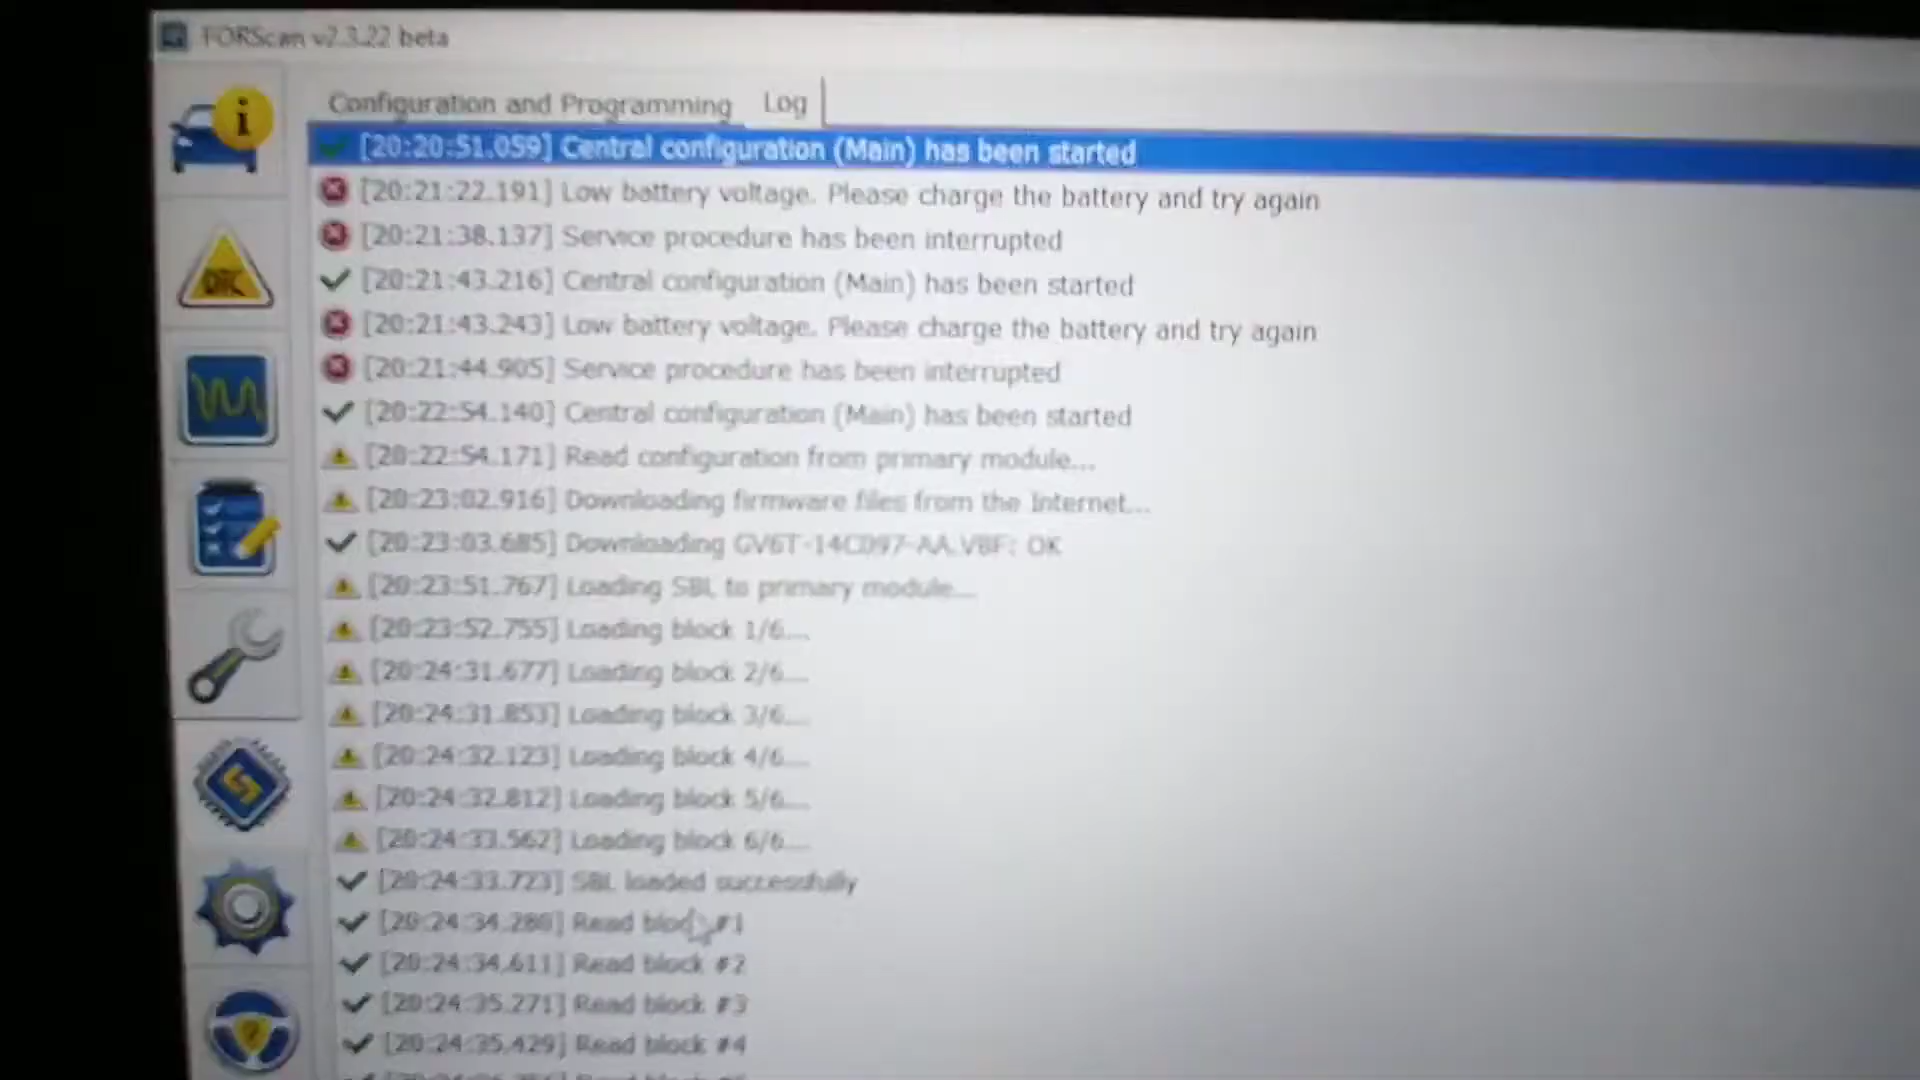 FORScan v2.3.22 beta
Configuration and Programming Log
[20:20:51.059] Central configuration (Main) has been started
[20:21:22.191] Low battery voltage. Please charge the battery and try again
[20:21:38.137] Service procedure has been interrupted
[20:21:43.216] Central configuration (Main) has been started
[20:21:43.243] Low battery voltage. Please charge the battery and try again
[20:21:44.905] Service procedure has been interrupted
[20:22:54.140] Central configuration (Main) has been started
[20:22:54.171] Read configuration from primary module...
[20:23:02.916] Downloading firmware files from the Internet...
[20:23:03.685] Downloading GV6T-14C097-AA.VBF: OK
[20:23:51.767] Loading SBL to primary module...
[20:23:52.755] Loading block 1/6...
[20:24:31.677] Loading block 2/6...
[20:24:31.853] Loading block 3/6...
[20:24:32.123] Loading block 4/6...
[20:24:32.812] Loading block 5/6...
[20:24:33.562] Loading block 6/6...
[20:24:33.723] SBL loaded successfully
[20:24:34.280] Read block #1
[20:24:34.611] Read block #2
[20:24:35.271] Read block #3
[20:24:35.429] Read block #4
DTC
i